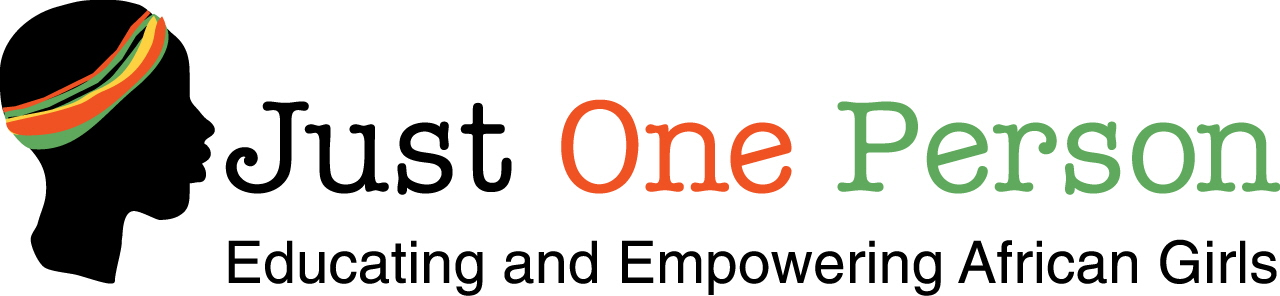 Just One Person
Educating and Empowering African Girls